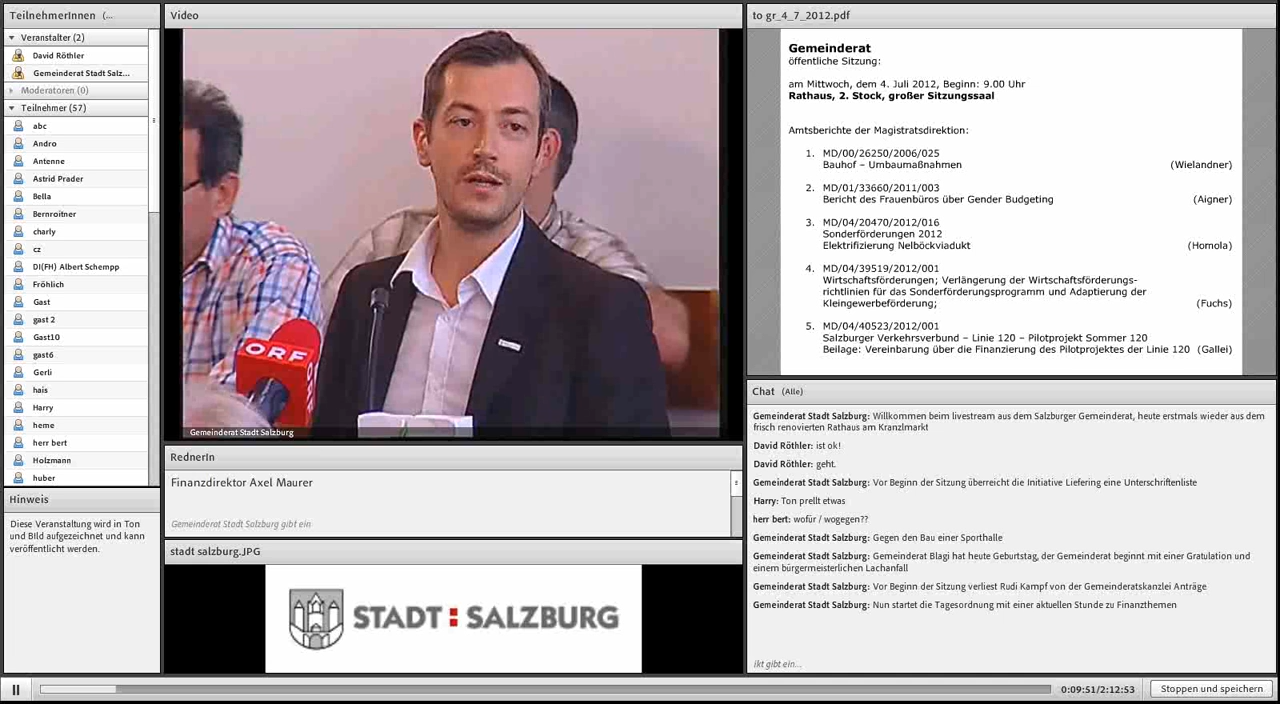 TeilnehmerInnen (...
Veranstalter (2)
David Röthler
Gemeinderat Stadt Salz...
Moderatoren (0)
Teilnehmer (57)
abc
Andro
Antenne
Astrid Prader
Bella
Bernroitner
charly
cz
DI(FH) Albert Schempp
Fröhlich
Gast
gast 2
Gast10
gast6
Gerli
hais
Harry
heme
herr bert
Holzmann
huber
Hinweis
Diese Veranstaltung wird in Ton
und BIld aufgezeichnet und kann
veröffentlicht werden.
Video
ORF
Gemeinderat Stadt Salzburg
RednerIn
Finanzdirektor Axel Maurer
Gemeinderat Stadt Salzburg gibt ein
stadt salzburg.JPG
STADT:SALZBURG
to gr_4_7_2012.pdf
Gemeinderat
öffentliche Sitzung:
am Mittwoch, dem 4. Juli 2012, Beginn: 9.00 Uhr
Rathaus, 2. Stock, großer Sitzungssaal
Amtsberichte der Magistratsdirektion:
1. MD/00/26250/2006/025
Bauhof – Umbaumaßnahmen (Wielandner)
2. MD/01/33660/2011/003
Bericht des Frauenbüros über Gender Budgeting (Aigner)
3. MD/04/20470/2012/016
Sonderförderungen 2012
Elektrifizierung Nelböckviadukt (Homola)
4. MD/04/39519/2012/001
Wirtschaftsförderungen; Verlängerung der Wirtschaftsförderungs-
richtlinien für das Sonderförderungsprogramm und Adaptierung der
Kleingewerbeförderung; (Fuchs)
5. MD/04/40523/2012/001
Salzburger Verkehrsverbund – Linie 120 – Pilotprojekt Sommer 120
Beilage: Vereinbarung über die Finanzierung des Pilotprojektes der Linie 120 (Gallei)
Chat (Alle)
Gemeinderat Stadt Salzburg: Willkommen beim livestream aus dem Salzburger Gemeinderat, heute erstmals wieder aus dem
frisch renovierten Rathaus am Kranzlmarkt
David Röthler: ist ok!
David Röthler: geht.
Gemeinderat Stadt Salzburg: Vor Beginn der Sitzung überreicht die Initiative Liefering eine Unterschriftenliste
Harry: Ton prellt etwas
herr bert: wofür / wogegen??
Gemeinderat Stadt Salzburg: Gegen den Bau einer Sporthalle
Gemeinderat Stadt Salzburg: Gemeinderat Blagi hat heute Geburtstag, der Gemeinderat beginnt mit einer Gratulation und
einem bürgermeisterlichen Lachanfall
Gemeinderat Stadt Salzburg: Vor Beginn der Sitzung verliest Rudi Kampf von der Gemeinderatskanzlei Anträge
Gemeinderat Stadt Salzburg: Nun startet die Tagesordnung mit einer aktuellen Stunde zu Finanzthemen
ikt gibt ein...
0:09:51/2:12:53
Stoppen und speichern